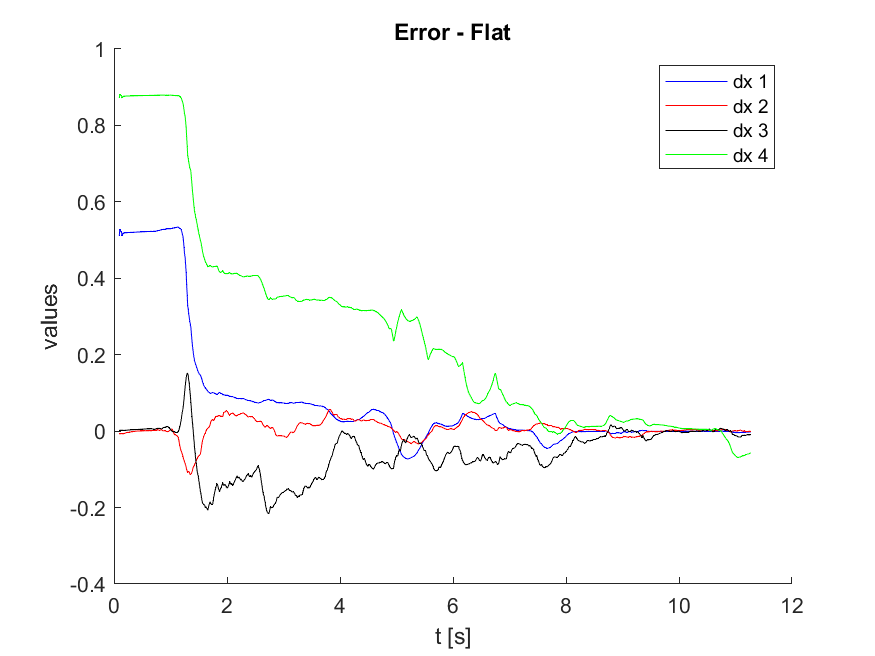 Error - Flat
1
0.8
0.6
0.4
0.2
0
-0.2
-0.4
values
dx 1
dx 2
dx 3
dx 4
0 2 4 6 8 10 12
t [s]